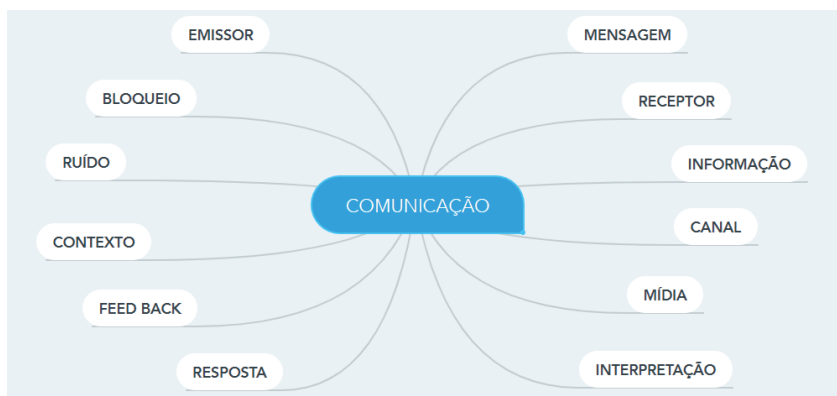 EMISSOR
MENSAGEM
BLOQUEIO
RECEPTOR
RUÍDO
INFORMAÇÃO
COMUNICAÇÃO
CANAL
CONTEXTO
MÍDIA
FEED BACK
INTERPRETAÇÃO
RESPOSTA